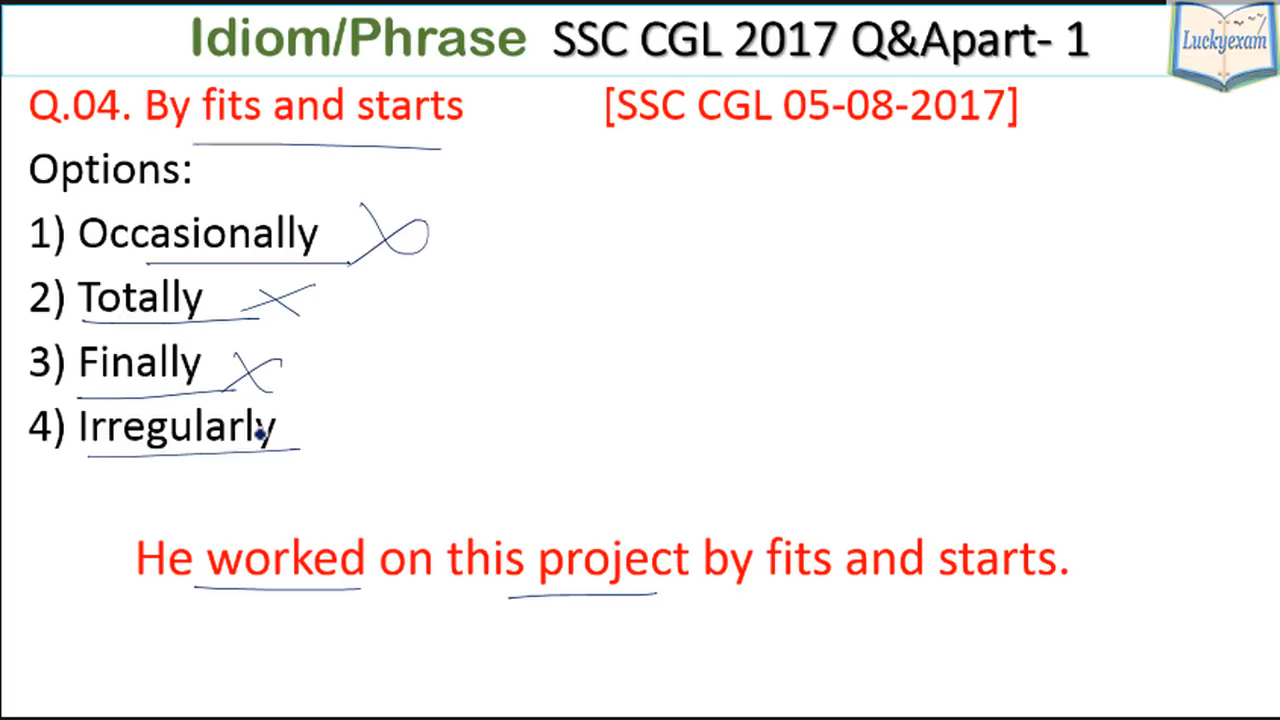 Idiom/Phrase SSC CGL 2017 Q&Apart- 1
Luckyexam
Q.04. By fits and starts [SSC CGL 05-08-2017]
Options:
1) Occasionally
2) Totally
3) Finally
4) Irregularly
He worked on this project by fits and starts.